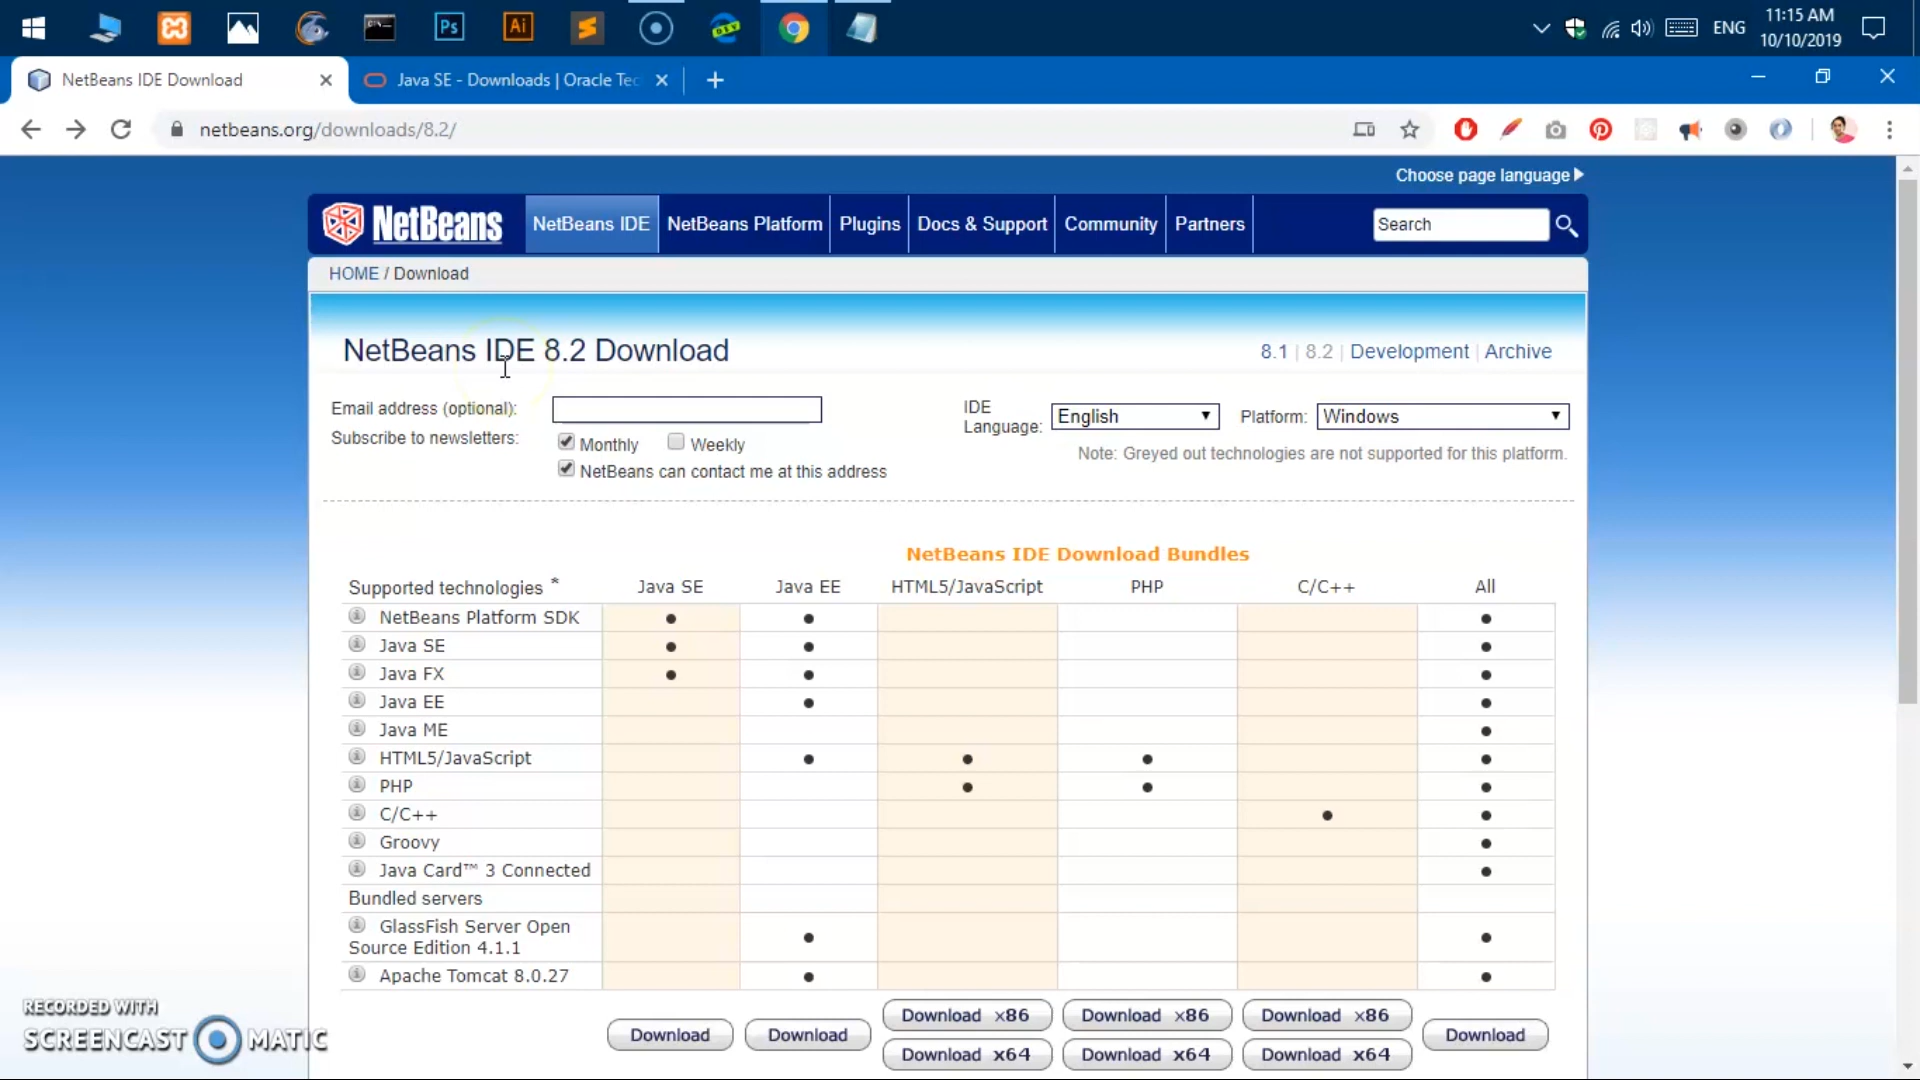 Ps
Ai
ENG
11:15 AM
10/10/2019
NetBeans IDE Download
Java SE - Downloads | Oracle Tec
netbeans.org/downloads/8.2/
Choose page language
NetBeans
NetBeans IDE
NetBeans Platform
Plugins
Docs & Support
Community
Partners
Search
HOME / Download
NetBeans IDE 8.2 Download
8.1 | 8.2 | Development | Archive
Email address (optional):
IDE
Language:
English
Platform:
Windows
Subscribe to newsletters:
Monthly
Weekly
NetBeans can contact me at this address
Note: Greyed out technologies are not supported for this platform.
NetBeans IDE Download Bundles
Supported technologies *
Java SE
Java EE
HTML5/JavaScript
PHP
C/C++
All
NetBeans Platform SDK
Java SE
Java FX
Java EE
Java ME
HTML5/JavaScript
PHP
C/C++
Groovy
Java Card™ 3 Connected
Bundled servers
GlassFish Server Open
Source Edition 4.1.1
Apache Tomcat 8.0.27
Download
Download
Download x86
Download x86
Download x86
Download
Download x64
Download x64
Download x64
RECORDED WITH
SCREENCAST MATIC